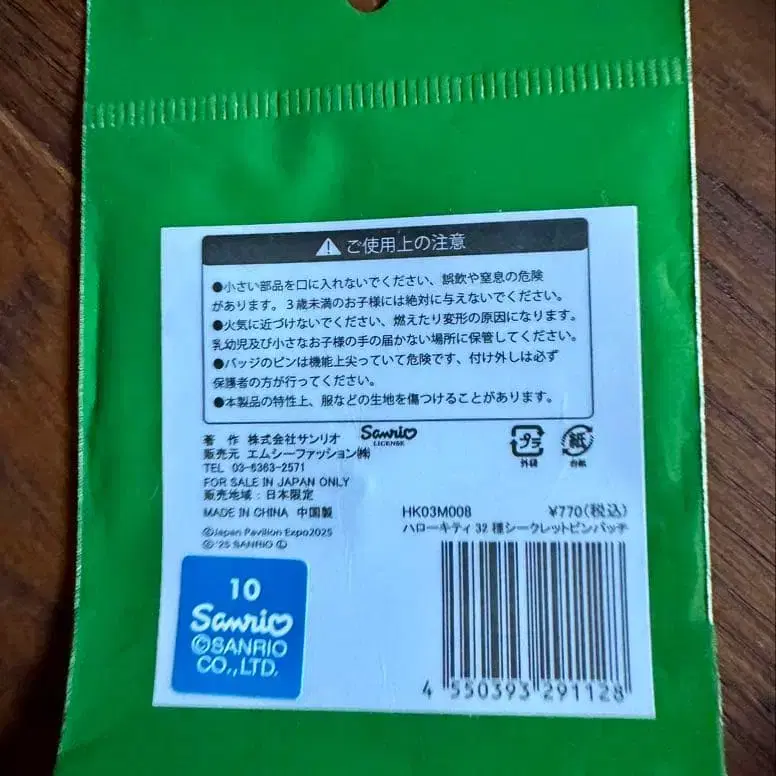 ご使用上の注意
●小さい部品を口に入れないでください、誤飲や窒息の危険
があります。3歳未満のお子様には絶対に与えないでください。
●火気に近づけないでください、燃えたり変形の原因になります。
乳幼児及び小さなお子様の手の届かない場所に保管してください。
●バッジのピンは機能上尖っていて危険です、付け外しは必ず
保護者の方が行ってください。
●本製品の特性上、服などの生地を傷つけることがあります。
著 作 株式会社サンリオ
販売元 エムシーファッション㈱
TEL 03-6363-2571
FOR SALE IN JAPAN ONLY
販売地域:日本限定
MADE IN CHINA 中国製
©Japan Pavilion Expo2025
© '25 SANRIO Ⓛ
Sanrio
LICENSE
プラ
外袋
紙
台紙
HK03M008 ¥770(税込)
ハローキティ 32 種シークレットピンバッチ
4 550393 291128
10
Sanrio
©SANRIO
CO.,LTD.